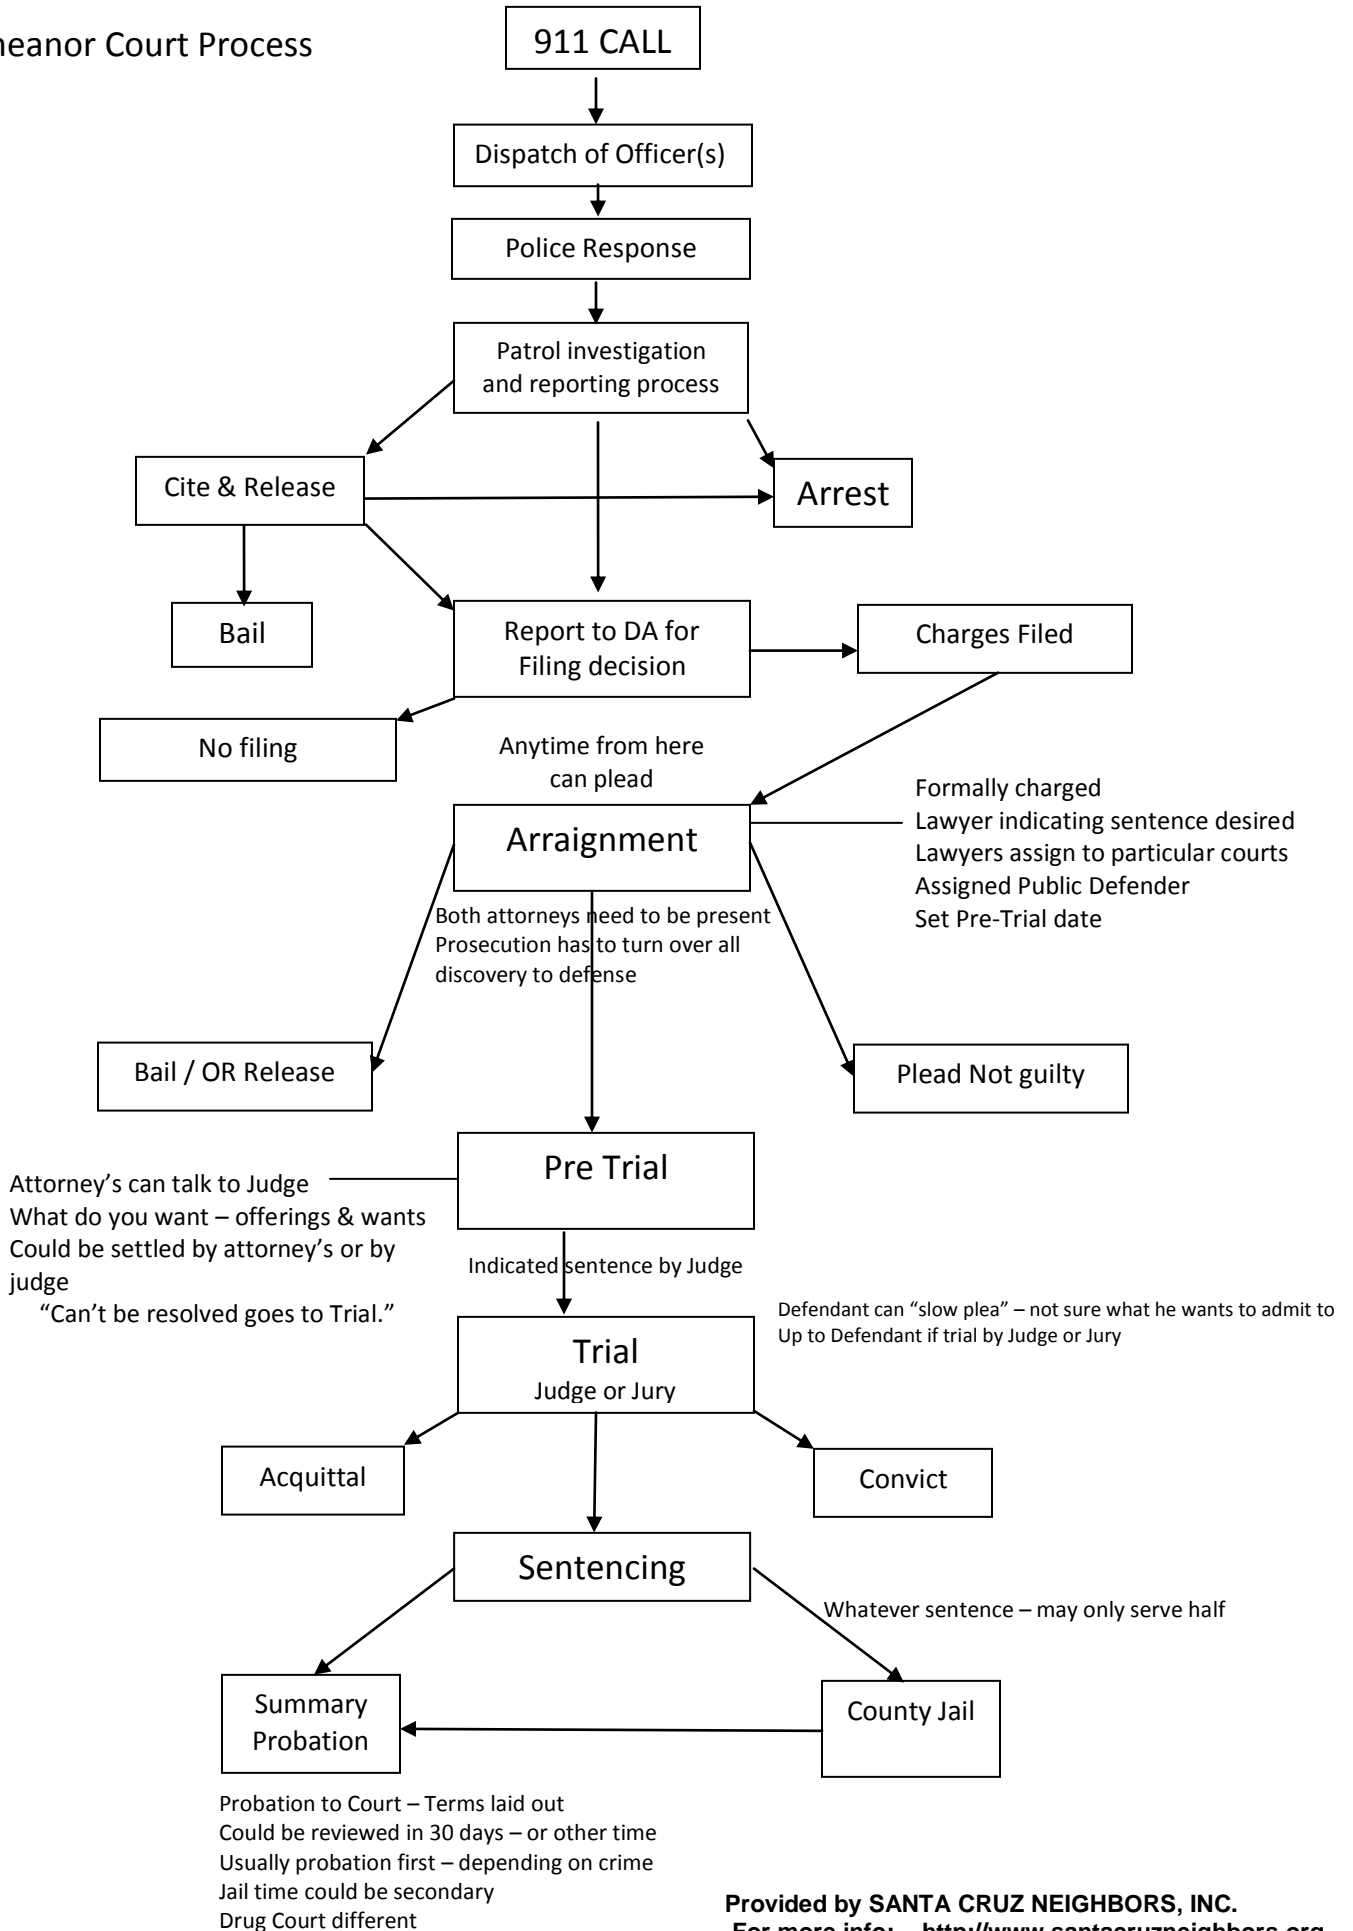 neanor Court Process
911 CALL
Dispatch of Officer(s)
Police Response
Patrol investigation
and reporting process
Cite & Release
Arrest
Bail
Report to DA for
Filing decision
Charges Filed
No filing
Anytime from here
can plead
Arraignment
Formally charged
Lawyer indicating sentence desired
Lawyers assign to particular courts
Assigned Public Defender
Set Pre-Trial date
Both attorneys need to be present
Prosecution has to turn over all
discovery to defense
Bail / OR Release
Plead Not guilty
Pre Trial
Attorney’s can talk to Judge
What do you want – offerings & wants
Could be settled by attorney’s or by
judge
“Can’t be resolved goes to Trial.”
Indicated sentence by Judge
Defendant can “slow plea” – not sure what he wants to admit to
Up to Defendant if trial by Judge or Jury
Trial
Judge or Jury
Acquittal
Convict
Sentencing
Whatever sentence – may only serve half
Summary
Probation
County Jail
Probation to Court – Terms laid out
Could be reviewed in 30 days – or other time
Usually probation first – depending on crime
Jail time could be secondary
Drug Court different
Provided by SANTA CRUZ NEIGHBORS, INC.
For more info: http://www.santacruzneighbors.org